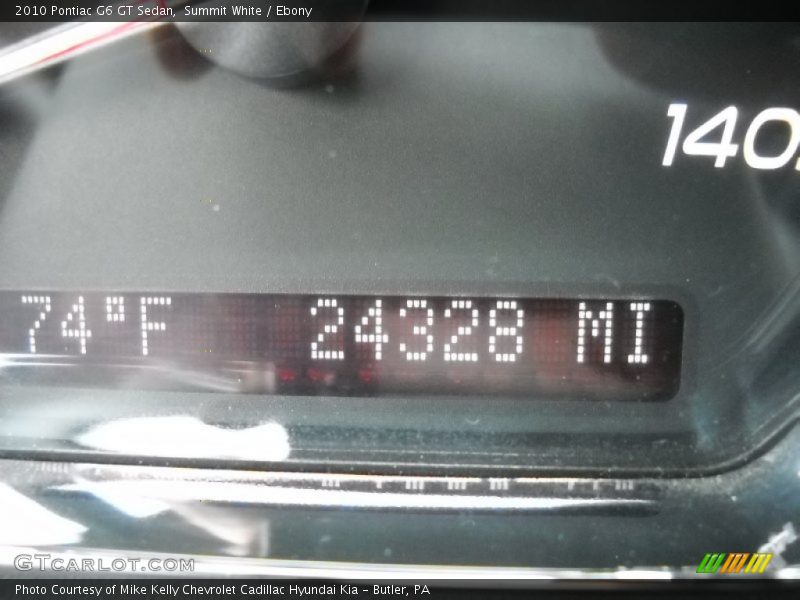 2010 Pontiac G6 GT Sedan,  Summit White / Ebony
140
74°F 24328 MI
GTcarlot.com
Photo Courtesy of Mike Kelly Chevrolet Cadillac Hyundai Kia – Butler, PA